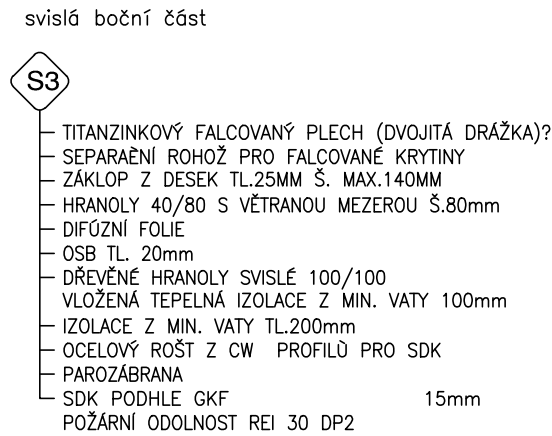 svislá boční část
S3
TITANZINKOVÝ FALCOVANÝ PLECH (DVOJITÁ DRÁŽKA)?
SEPARAÈNÍ ROHOŽ PRO FALCOVANÉ KRYTINY
ZÁKLOP Z DESEK TL.25MM Š. MAX.140MM
HRANOLY 40/80 S VĚTRANOU MEZEROU Š.80mm
DIFÚZNÍ FOLIE
OSB TL. 20mm
DŘEVĚNÉ HRANOLY SVISLÉ 100/100
VLOŽENÁ TEPELNÁ IZOLACE Z MIN. VATY 100mm
IZOLACE Z MIN. VATY TL.200mm
OCELOVÝ ROŠT Z CW PROFILÙ PRO SDK
PAROZÁBRANA
SDK PODHLE GKF 15mm
POŽÁRNÍ ODOLNOST REI 30 DP2